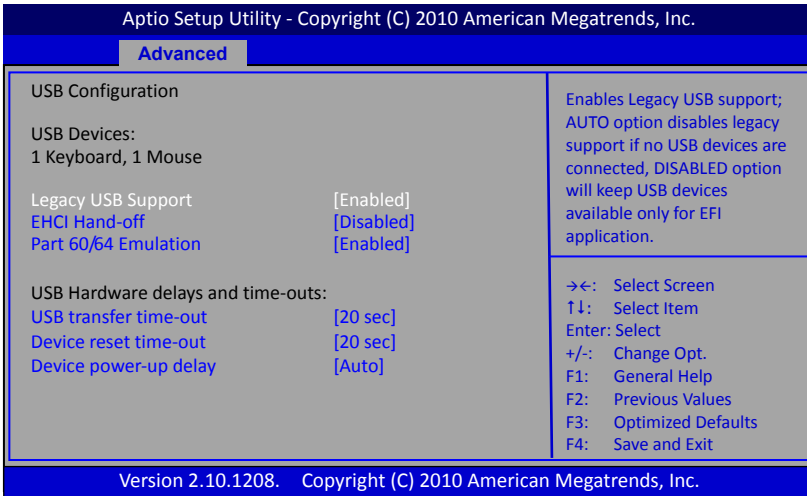 Aptio Setup Utility - Copyright (C) 2010 American Megatrends, Inc.
Advanced
USB Configuration
USB Devices:
1 Keyboard, 1 Mouse
Legacy USB Support [Enabled]
EHCI Hand-off [Disabled]
Part 60/64 Emulation [Enabled]
USB Hardware delays and time-outs:
USB transfer time-out [20 sec]
Device reset time-out [20 sec]
Device power-up delay [Auto]
Enables Legacy USB support;
AUTO option disables legacy
support if no USB devices are
connected, DISABLED option
will keep USB devices
available only for EFI
application.
→←: Select Screen
↑↓: Select Item
Enter: Select
+/-: Change Opt.
F1: General Help
F2: Previous Values
F3: Optimized Defaults
F4: Save and Exit
Version 2.10.1208. Copyright (C) 2010 American Megatrends, Inc.